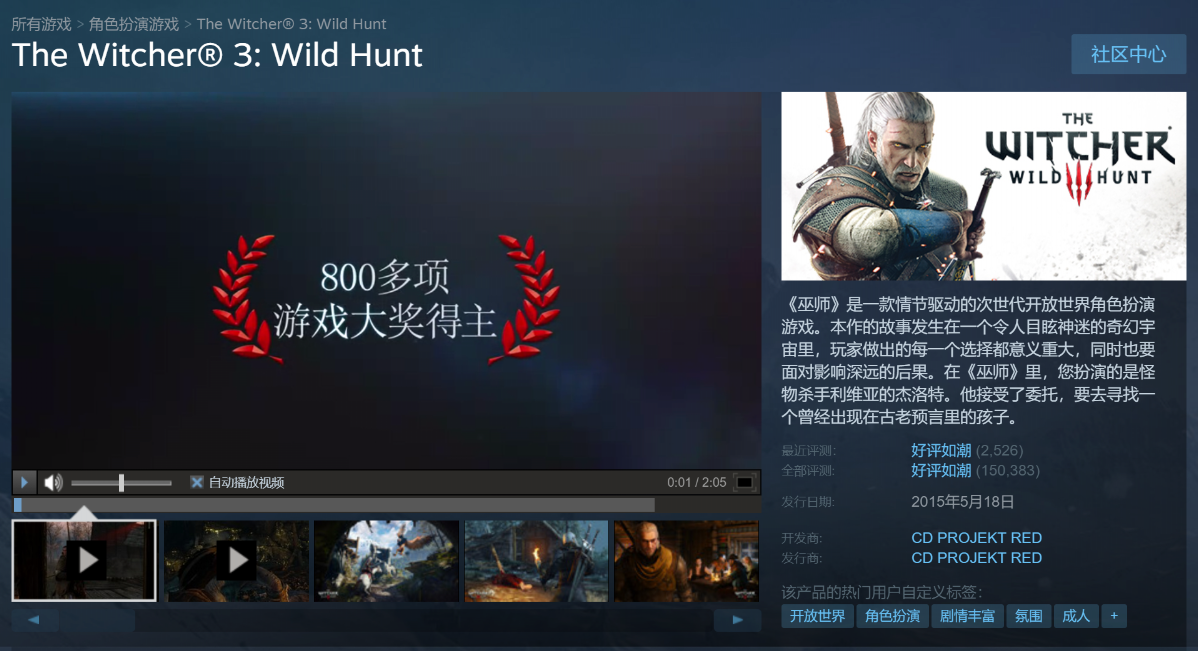 所有游戏 > 角色扮演游戏 > The Witcher® 3: Wild Hunt
The Witcher® 3: Wild Hunt
社区中心
800多项
游戏大奖得主
自动播放视频
0:01 / 2:05
THE
WITCHER
WILD HUNT
《巫师》是一款情节驱动的次世代开放世界角色扮演
游戏。本作的故事发生在一个令人目眩神迷的奇幻宇
宙里，玩家做出的每一个选择都意义重大，同时也要
面对影响深远的后果。在《巫师》里，您扮演的是怪
物杀手利维亚的杰洛特。他接受了委托，要去寻找一
个曾经出现在古老预言里的孩子。
最近评测: 好评如潮 (2,526)
全部评测: 好评如潮 (150,383)
发行日期: 2015年5月18日
开发商: CD PROJEKT RED
发行商: CD PROJEKT RED
该产品的热门用户自定义标签:
开放世界 角色扮演 剧情丰富 氛围 成人 +